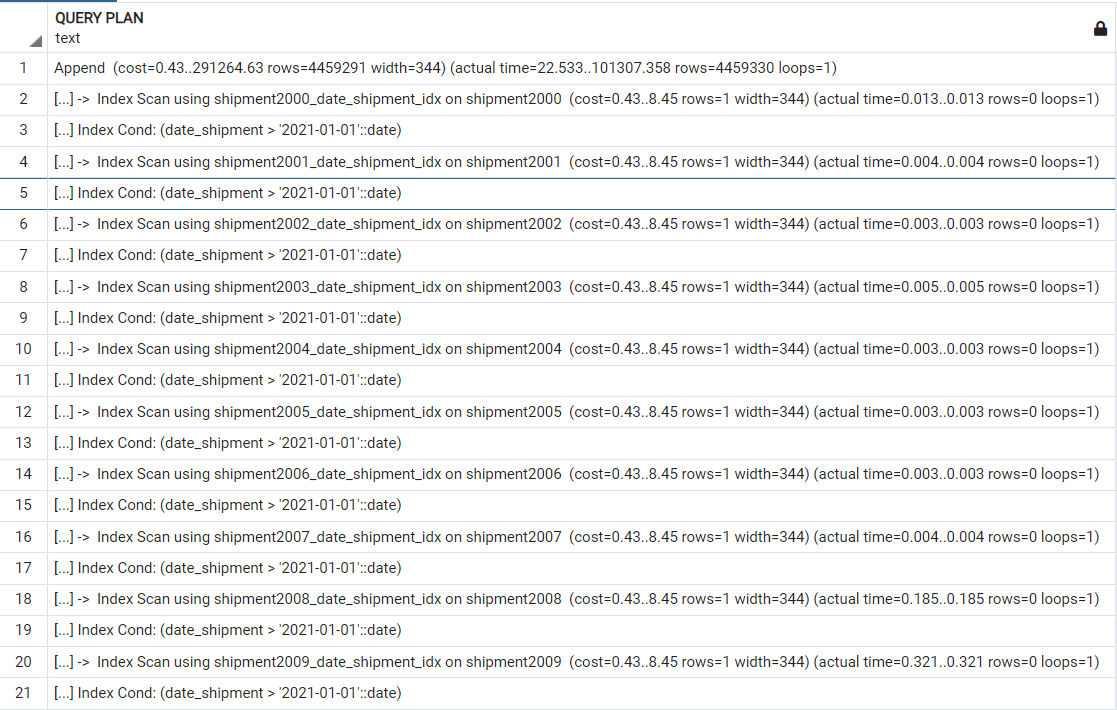 QUERY PLAN
text
1 Append (cost=0.43..291264.63 rows=4459291 width=344) (actual time=22.533..101307.358 rows=4459330 loops=1)
2 [...] -> Index Scan using shipment2000_date_shipment_idx on shipment2000 (cost=0.43..8.45 rows=1 width=344) (actual time=0.013..0.013 rows=0 loops=1)
3 [...] Index Cond: (date_shipment > '2021-01-01'::date)
4 [...] -> Index Scan using shipment2001_date_shipment_idx on shipment2001 (cost=0.43..8.45 rows=1 width=344) (actual time=0.004..0.004 rows=0 loops=1)
5 [...] Index Cond: (date_shipment > '2021-01-01'::date)
6 [...] -> Index Scan using shipment2002_date_shipment_idx on shipment2002 (cost=0.43..8.45 rows=1 width=344) (actual time=0.003..0.003 rows=0 loops=1)
7 [...] Index Cond: (date_shipment > '2021-01-01'::date)
8 [...] -> Index Scan using shipment2003_date_shipment_idx on shipment2003 (cost=0.43..8.45 rows=1 width=344) (actual time=0.005..0.005 rows=0 loops=1)
9 [...] Index Cond: (date_shipment > '2021-01-01'::date)
10 [...] -> Index Scan using shipment2004_date_shipment_idx on shipment2004 (cost=0.43..8.45 rows=1 width=344) (actual time=0.003..0.003 rows=0 loops=1)
11 [...] Index Cond: (date_shipment > '2021-01-01'::date)
12 [...] -> Index Scan using shipment2005_date_shipment_idx on shipment2005 (cost=0.43..8.45 rows=1 width=344) (actual time=0.003..0.003 rows=0 loops=1)
13 [...] Index Cond: (date_shipment > '2021-01-01'::date)
14 [...] -> Index Scan using shipment2006_date_shipment_idx on shipment2006 (cost=0.43..8.45 rows=1 width=344) (actual time=0.003..0.003 rows=0 loops=1)
15 [...] Index Cond: (date_shipment > '2021-01-01'::date)
16 [...] -> Index Scan using shipment2007_date_shipment_idx on shipment2007 (cost=0.43..8.45 rows=1 width=344) (actual time=0.004..0.004 rows=0 loops=1)
17 [...] Index Cond: (date_shipment > '2021-01-01'::date)
18 [...] -> Index Scan using shipment2008_date_shipment_idx on shipment2008 (cost=0.43..8.45 rows=1 width=344) (actual time=0.185..0.185 rows=0 loops=1)
19 [...] Index Cond: (date_shipment > '2021-01-01'::date)
20 [...] -> Index Scan using shipment2009_date_shipment_idx on shipment2009 (cost=0.43..8.45 rows=1 width=344) (actual time=0.321..0.321 rows=0 loops=1)
21 [...] Index Cond: (date_shipment > '2021-01-01'::date)